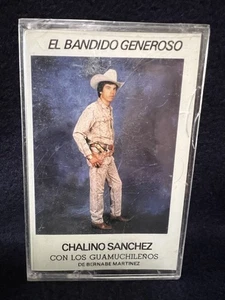 EL BANDIDO GENEROSO
CHALINO SANCHEZ
CON LOS GUAMUCHILEROS
DE BERNABE MARTINEZ